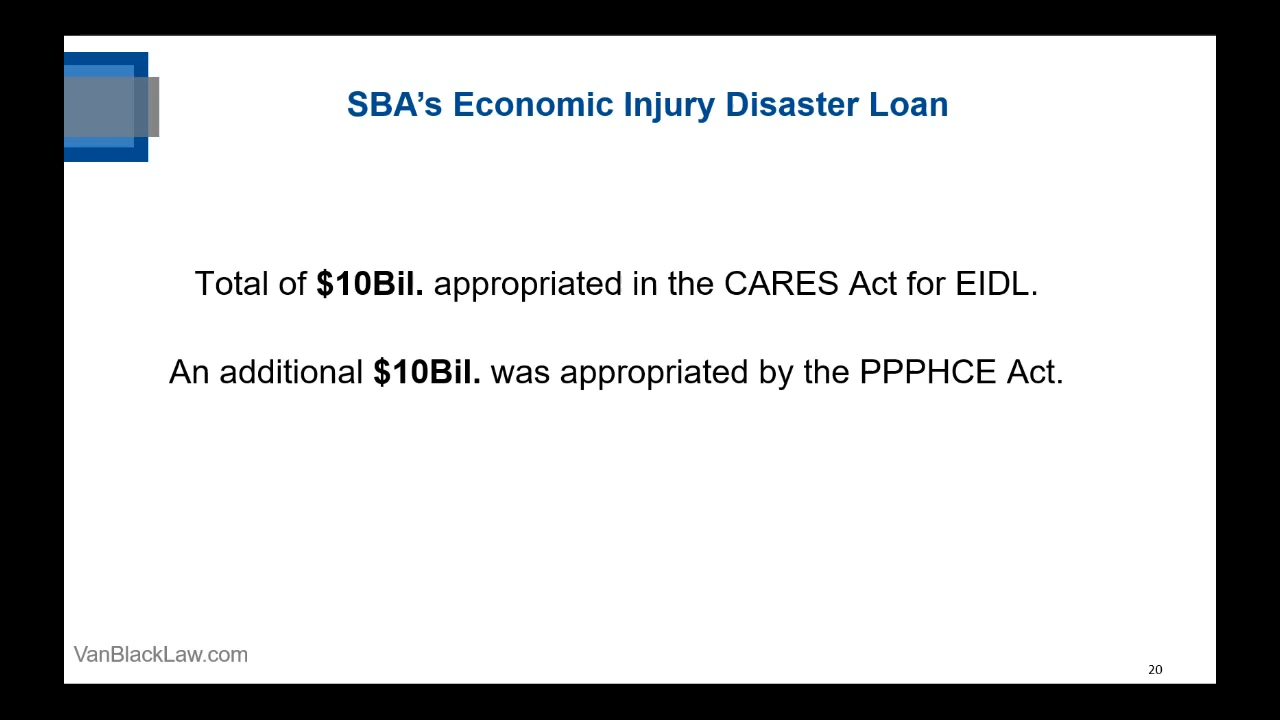 SBA’s Economic Injury Disaster Loan
Total of $10Bil. appropriated in the CARES Act for EIDL.
An additional $10Bil. was appropriated by the PPPHCE Act.
VanBlackLaw.com
20